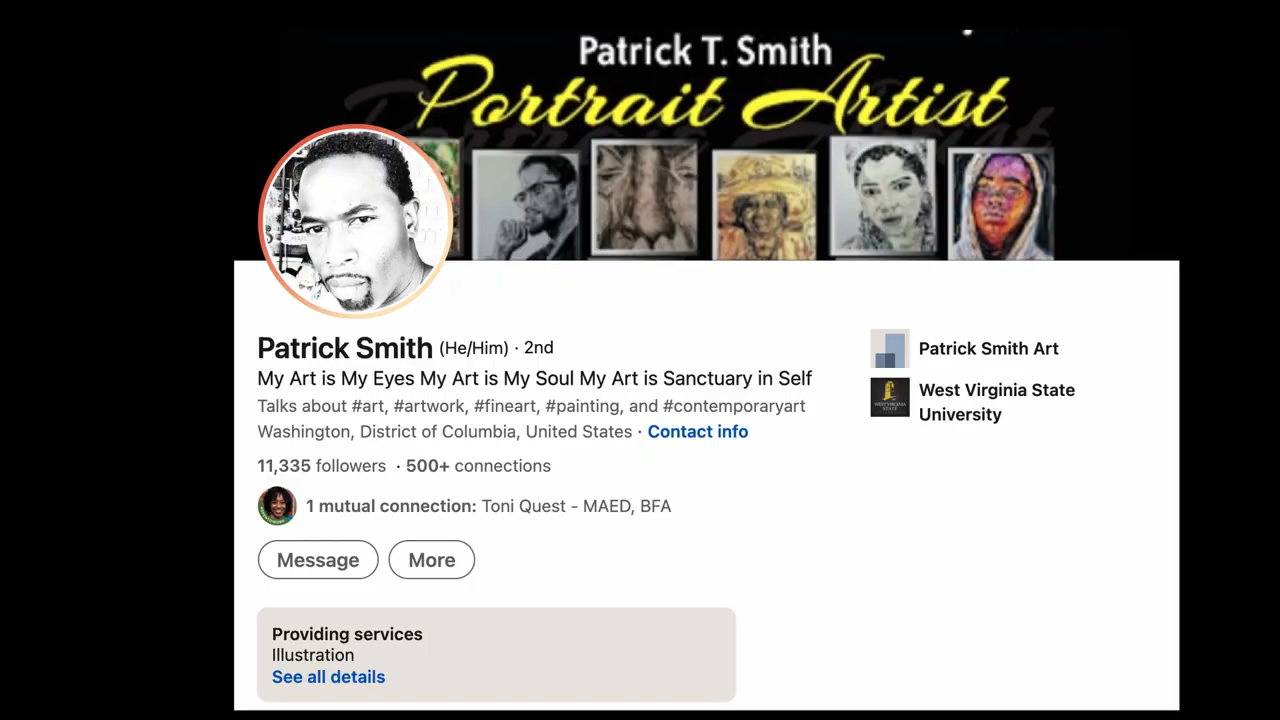 Patrick T. Smith
Portrait Artist
Patrick Smith (He/Him) · 2nd
My Art is My Eyes My Art is My Soul My Art is Sanctuary in Self
Talks about #art, #artwork, #fineart, #painting, and #contemporaryart
Washington, District of Columbia, United States · Contact info
11,335 followers · 500+ connections
1 mutual connection: Toni Quest - MAED, BFA
Message
More
Providing services
Illustration
See all details
Patrick Smith Art
West Virginia State
University